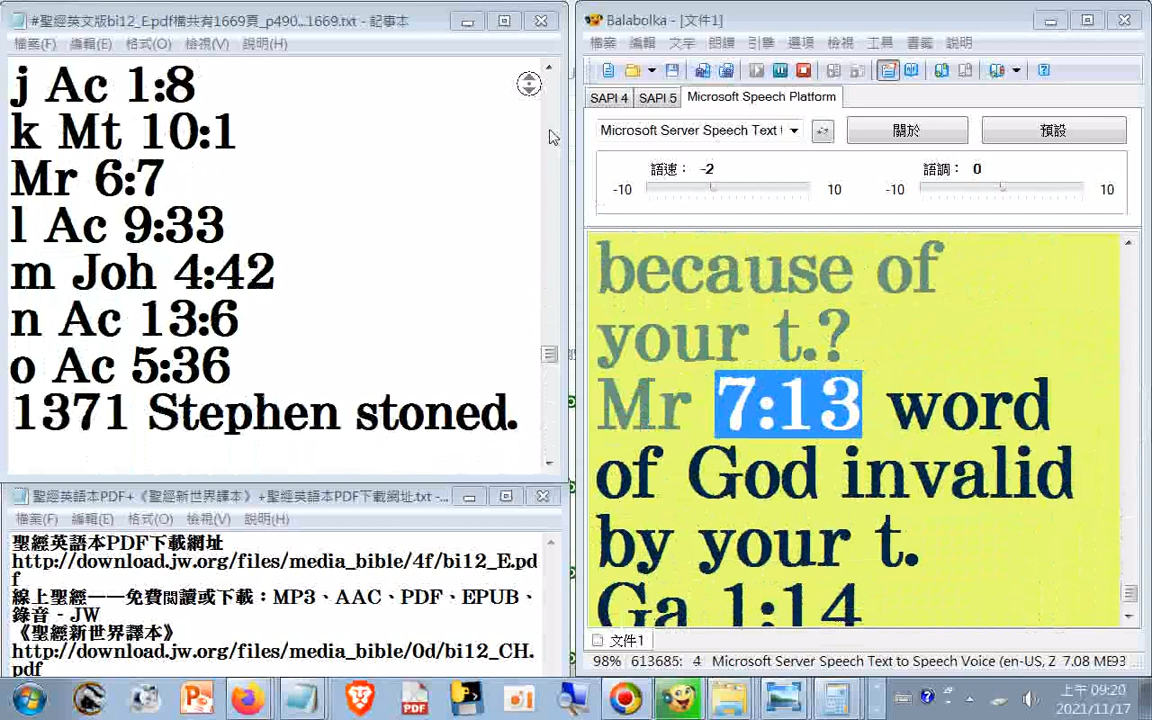 #聖經英文版bi12_E.pdf檔共有1669頁_p490...1669.txt - 記事本
檔案(F) 編輯(E) 格式(O) 檢視(V) 說明(H)
j Ac 1:8
k Mt 10:1
Mr 6:7
l Ac 9:33
m Joh 4:42
n Ac 13:6
o Ac 5:36
1371 Stephen stoned.
聖經英語本PDF+《聖經新世界譯本》+聖經英語本PDF下載網址.txt - ...
檔案(F) 編輯(E) 格式(O) 檢視(V) 說明(H)
聖經英語本PDF下載網址
http://download.jw.org/files/media_bible/4f/bi12_E.pd
f
線上聖經——免費閱讀或下載：MP3、AAC、PDF、EPUB、
錄音 - JW
《聖經新世界譯本》
http://download.jw.org/files/media_bible/0d/bi12_CH.
pdf
Balabolka - [文件1]
檔案 編輯 文字 朗讀 引擎 選項 檢視 工具 書籤 說明
SAPI 4 SAPI 5 Microsoft Speech Platform
Microsoft Server Speech Text 關於 預設
語速： -2 語調： 0
-10 10 -10 10
because of
your t.?
Mr 7:13 word
of God invalid
by your t.
Ga 1:14
文件1
98% 613685: 4 Microsoft Server Speech Text to Speech Voice (en-US, Z 7.08 ME93
上午 09:20
2021/11/17